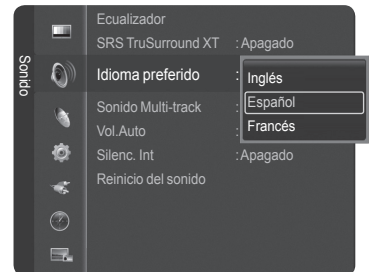 Sonido
Ecualizador
SRS TruSurround XT : Apagado
Idioma preferido :
Inglés
Español
Francés
Sonido Multi-track :
Vol.Auto :
Silenc. Int : Apagado
Reinicio del sonido